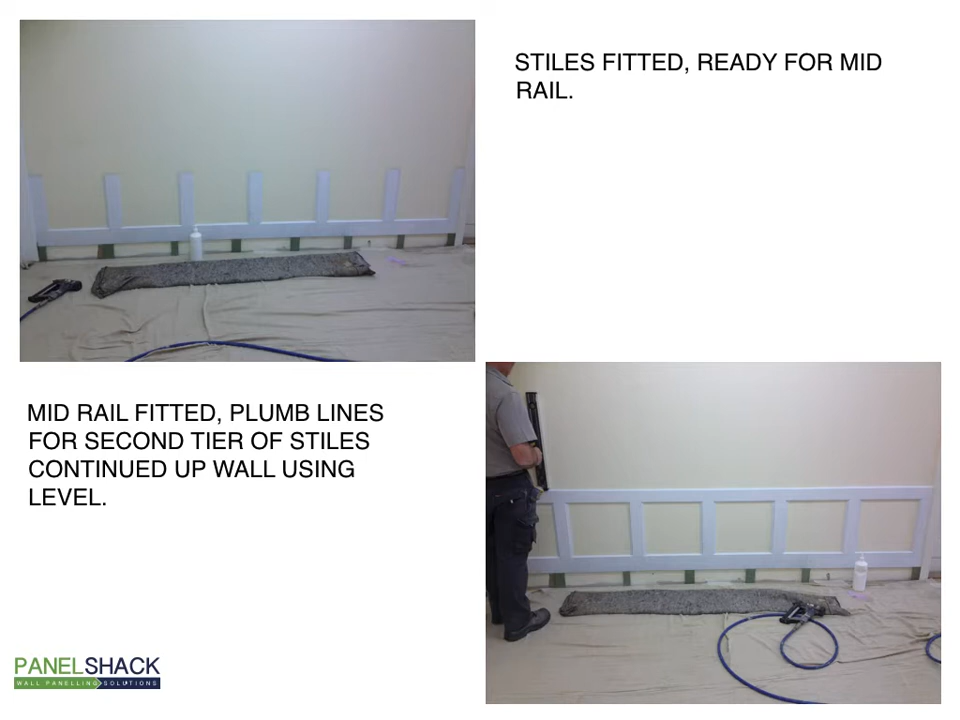 STILES FITTED, READY FOR MID
RAIL.
MID RAIL FITTED, PLUMB LINES
FOR SECOND TIER OF STILES
CONTINUED UP WALL USING
LEVEL.
PANELSHACK
WALL PANELLING SOLUTIONS